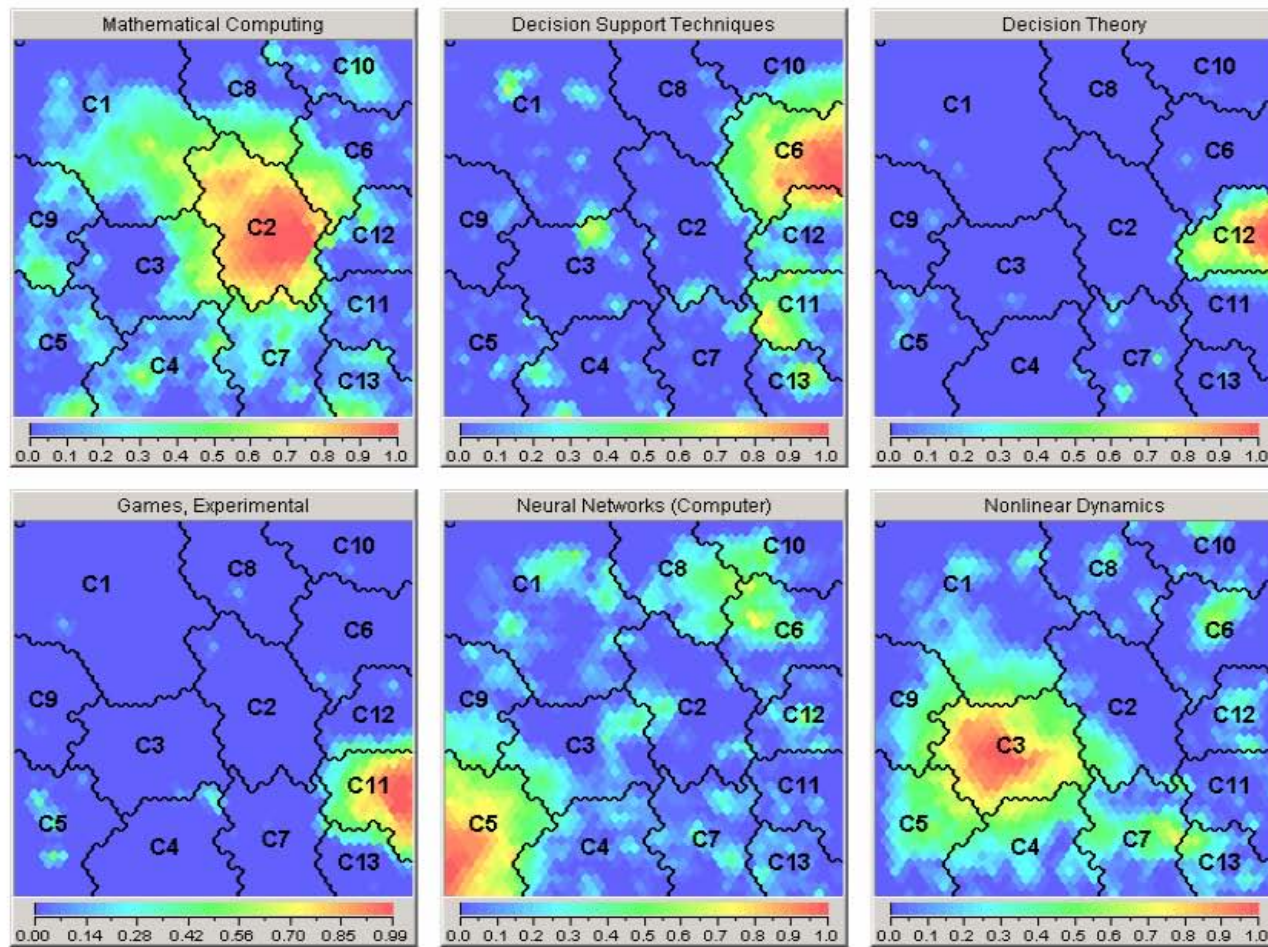 Mathematical Computing
C10
C8
C1
C6
C9
C2
C12
C3
C11
C5
C4
C7
C13
0.0 0.1 0.2 0.3 0.4 0.5 0.6 0.7 0.8 0.9 1.0
Decision Support Techniques
C10
C8
C1
C6
C9
C2
C12
C3
C11
C5
C4
C7
C13
0.0 0.1 0.2 0.3 0.4 0.5 0.6 0.7 0.8 0.9 1.0
Decision Theory
C10
C8
C1
C6
C9
C2
C12
C3
C11
C5
C4
C7
C13
0.0 0.1 0.2 0.3 0.4 0.5 0.6 0.7 0.8 0.9 1.0
Games, Experimental
C10
C8
C1
C6
C9
C2
C12
C3
C11
C5
C4
C7
C13
0.0 0.14 0.28 0.42 0.56 0.70 0.85 0.99
Neural Networks (Computer)
C10
C8
C1
C6
C9
C2
C12
C3
C11
C5
C4
C7
C13
0.0 0.1 0.2 0.3 0.4 0.5 0.6 0.7 0.8 0.9 1.0
Nonlinear Dynamics
C10
C8
C1
C6
C9
C2
C12
C3
C11
C5
C4
C7
C13
0.0 0.1 0.2 0.3 0.4 0.5 0.6 0.7 0.8 0.9 1.0